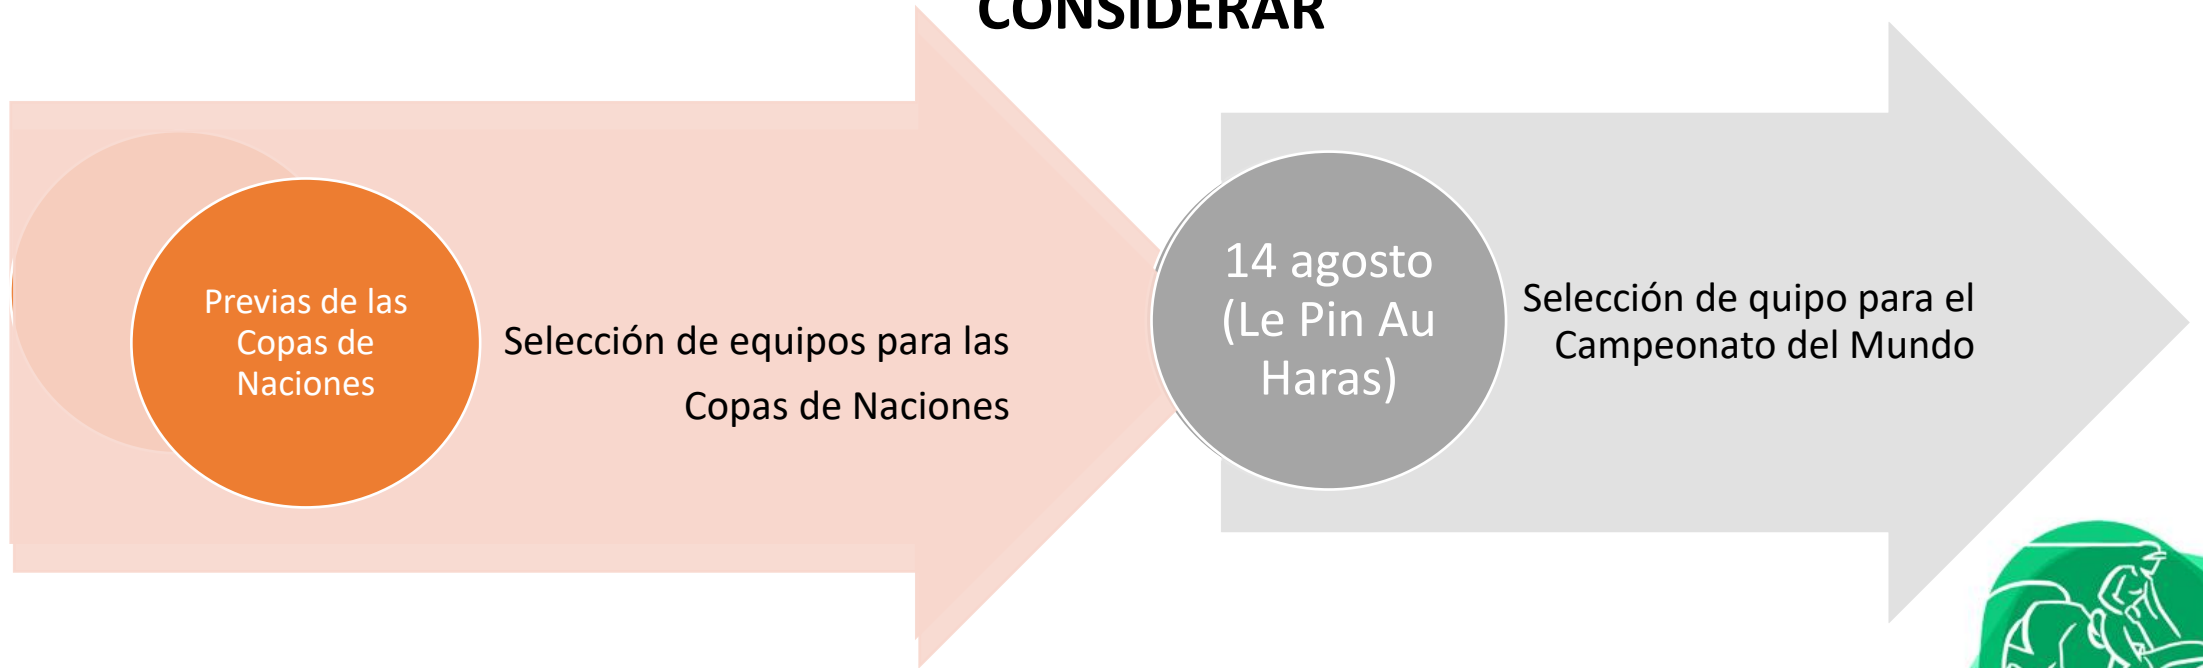 CONSIDERAR
Previas de las
Copas de
Naciones
Selección de equipos para las
Copas de Naciones
14 agosto
(Le Pin Au
Haras)
Selección de quipo para el
Campeonato del Mundo